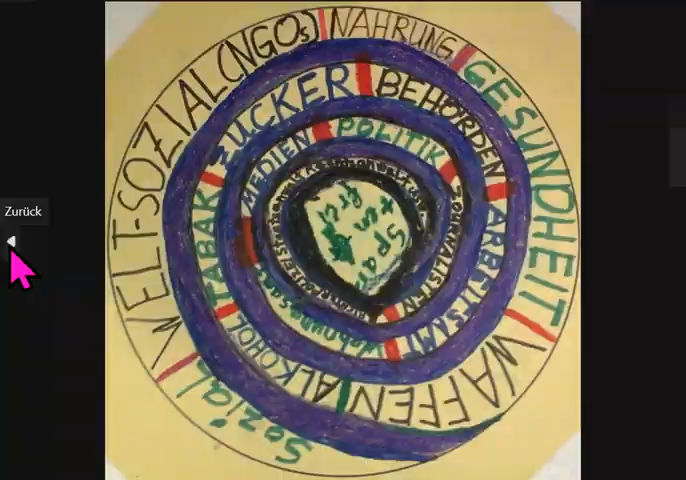 Zurück
WELT-SOZIAL(NGOs)
NAHRUNG
GESUNDHEIT
WAFFEN
ALKOHOL
TABAK
ZUCKER
BEHÖRDEN
ARBEITSAMT
MEDIEN
POLITIK
JOURNALISTEN
Sozial